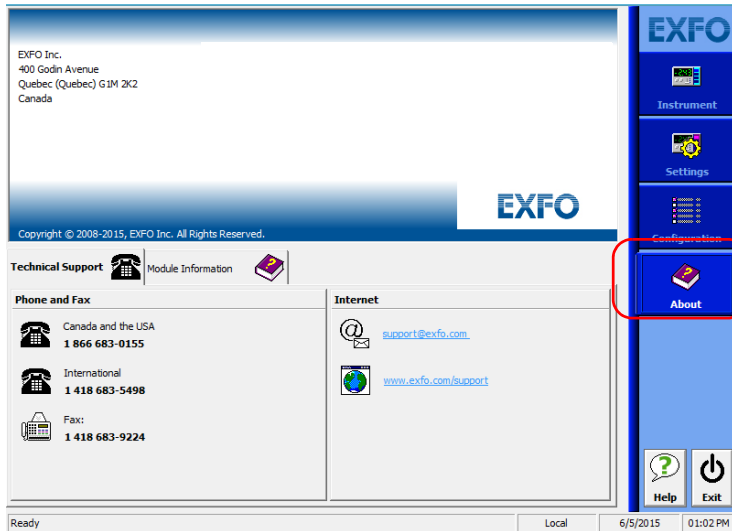 EXFO Inc.
400 Godin Avenue
Quebec (Quebec) G1M 2K2
Canada
EXFO
Copyright © 2008-2015, EXFO Inc. All Rights Reserved.
Technical Support
Module Information
Phone and Fax
Canada and the USA
1 866 683-0155
International
1 418 683-5498
Fax:
1 418 683-9224
Internet
support@exfo.com
www.exfo.com/support
EXFO
Instrument
Settings
Configuration
About
Help
Exit
Ready
Local
6/5/2015
01:02 PM